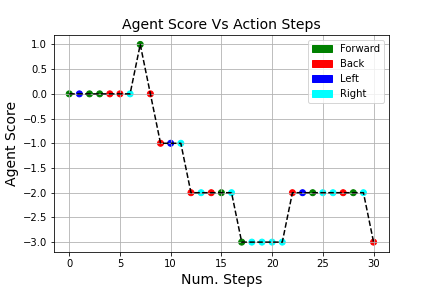 Agent Score Vs Action Steps
Forward
Back
Left
Right
1.0
0.5
0.0
−0.5
−1.0
−1.5
−2.0
−2.5
−3.0
Agent Score
0 5 10 15 20 25 30
Num. Steps